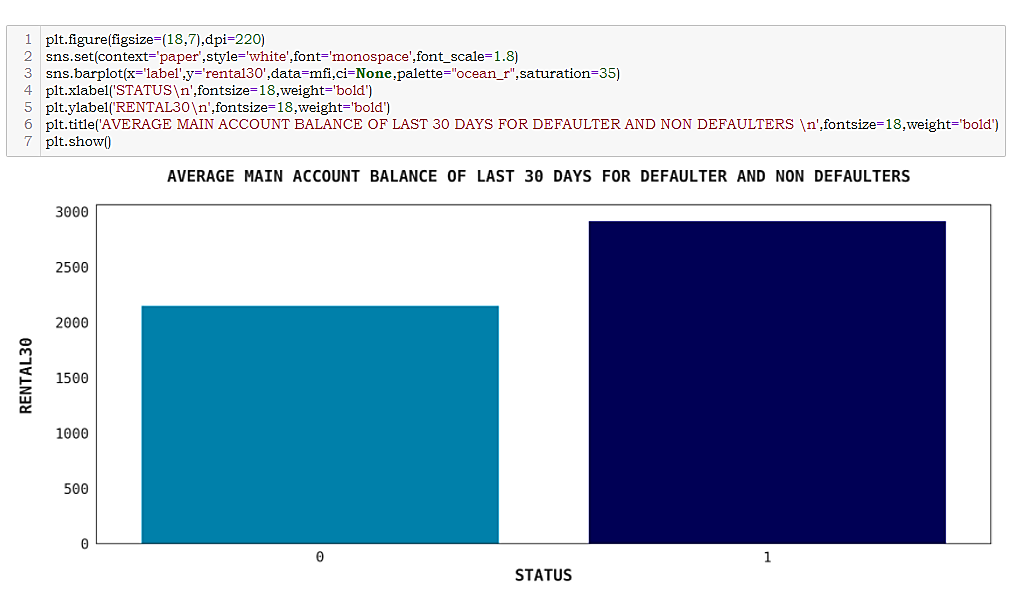 1 plt.figure(figsize=(18,7),dpi=220)
2 sns.set(context='paper',style='white',font='monospace',font_scale=1.8)
3 sns.barplot(x='label',y='rental30',data=mfi,ci=None,palette="ocean_r",saturation=35)
4 plt.xlabel('STATUS\n',fontsize=18,weight='bold')
5 plt.ylabel('RENTAL30\n',fontsize=18,weight='bold')
6 plt.title('AVERAGE MAIN ACCOUNT BALANCE OF LAST 30 DAYS FOR DEFAULTER AND NON DEFAULTERS \n',fontsize=18,weight='bold')
7 plt.show()
AVERAGE MAIN ACCOUNT BALANCE OF LAST 30 DAYS FOR DEFAULTER AND NON DEFAULTERS
3000
2500
2000
1500
1000
500
0
RENTAL30
0 1
STATUS